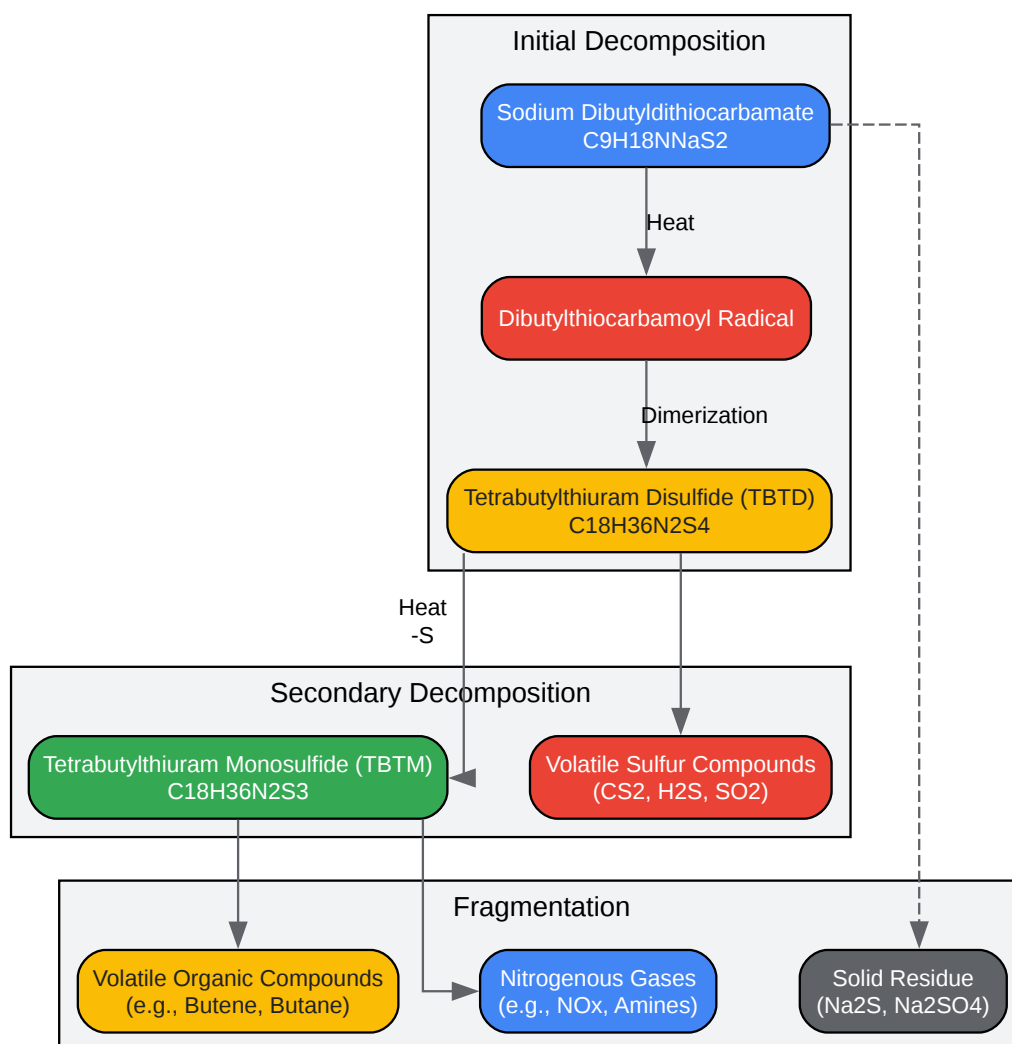 Initial Decomposition
Sodium Dibutyldithiocarbamate
C9H18NNaS2
Heat
Dibutylthiocarbamoyl Radical
Dimerization
Tetrabutylthiuram Disulfide (TBTD)
C18H36N2S4
Heat
-S
Secondary Decomposition
Tetrabutylthiuram Monosulfide (TBTM)
C18H36N2S3
Volatile Sulfur Compounds
(CS2, H2S, SO2)
Fragmentation
Volatile Organic Compounds
(e.g., Butene, Butane)
Nitrogenous Gases
(e.g., NOx, Amines)
Solid Residue
(Na2S, Na2SO4)